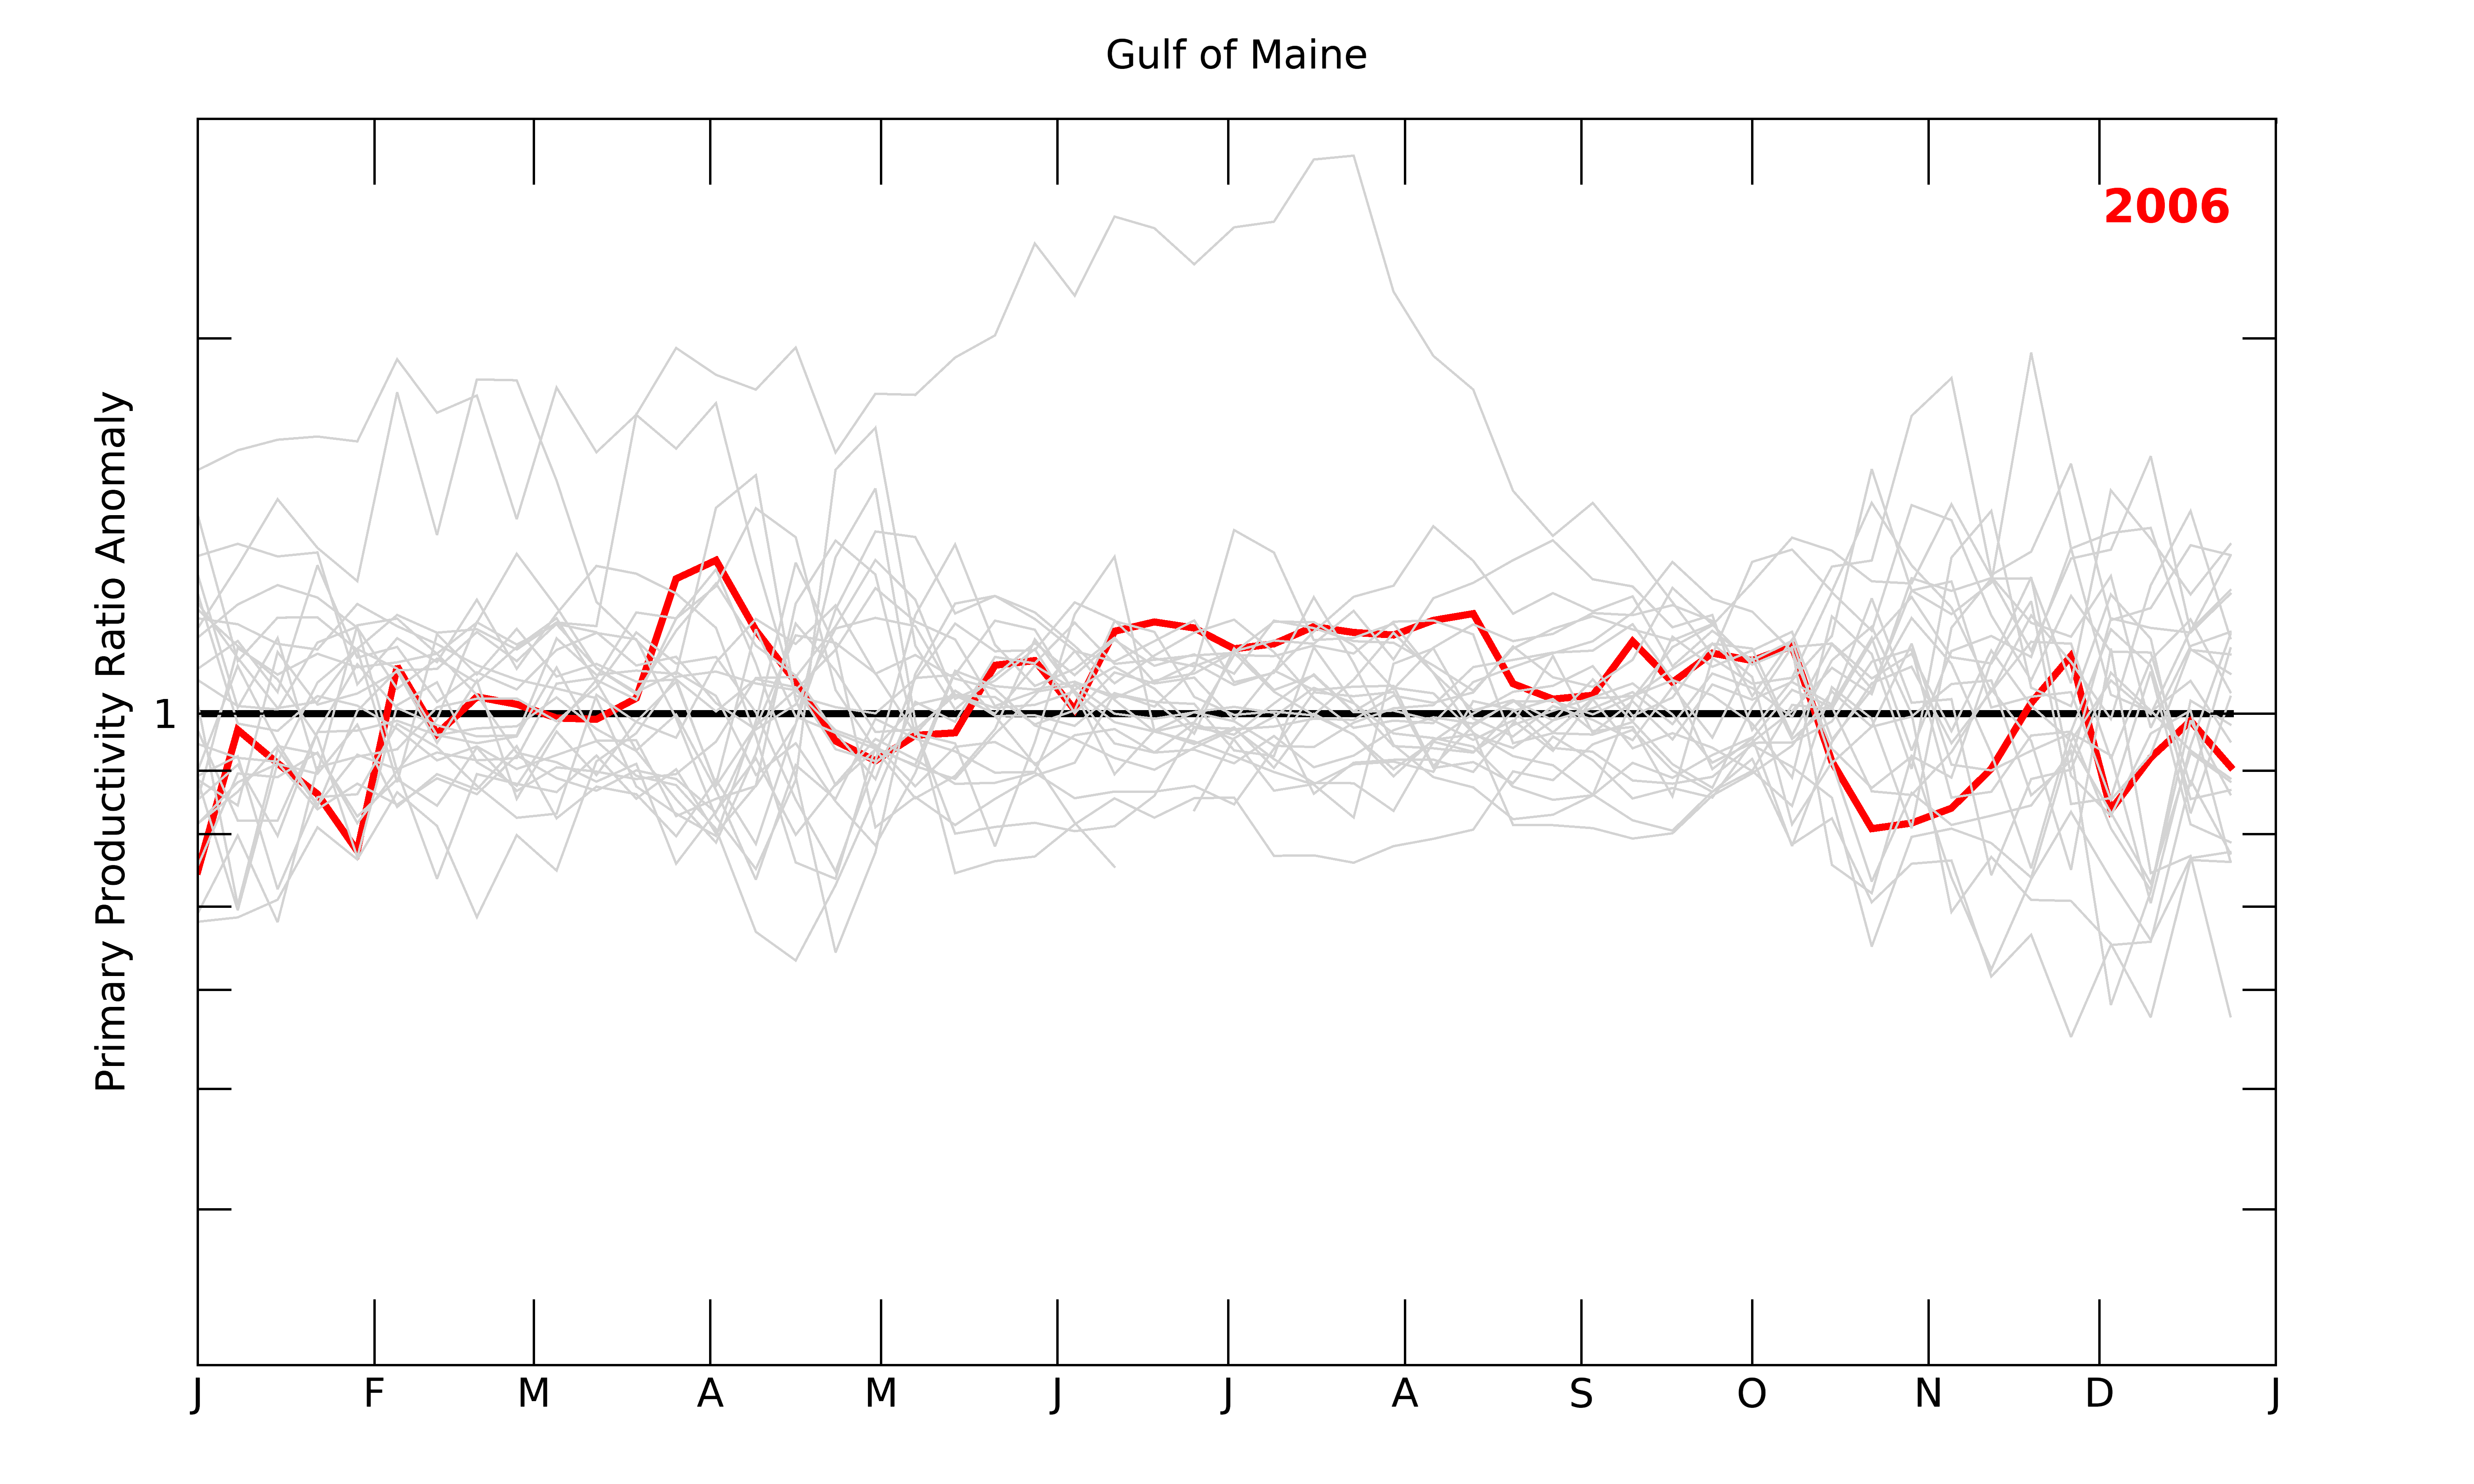 Gulf of Maine
2006
Primary Productivity Ratio Anomaly
1
J F M A M J J A S O N D J